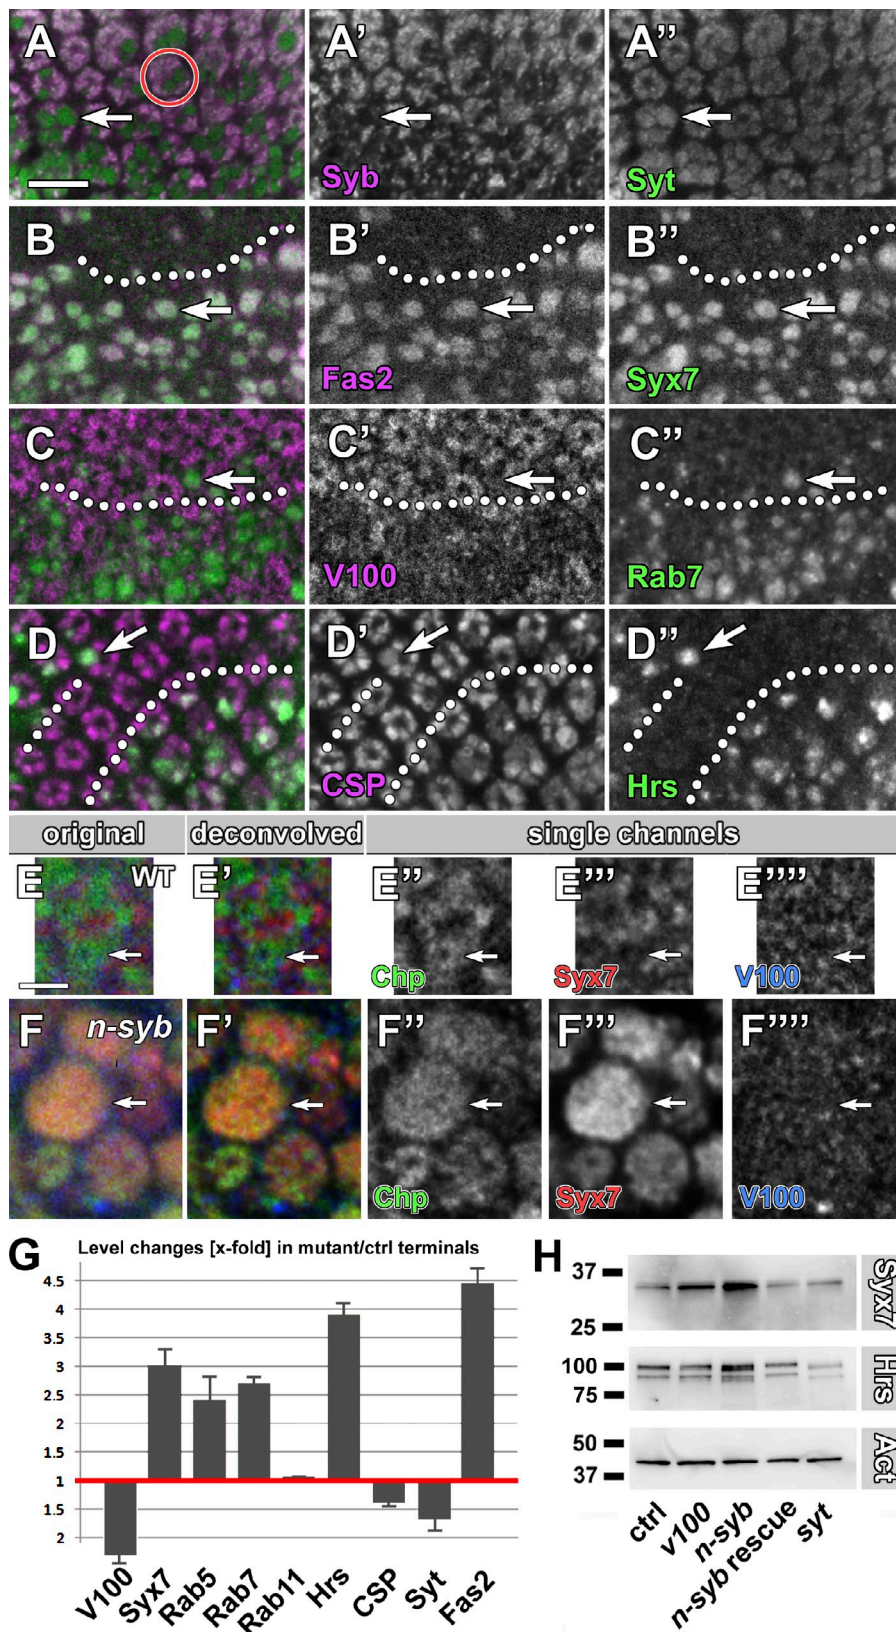 A A’ A”
Syb Syt
B B’ B”
Fas2 Syx7
C C’ C”
V100 Rab7
D D’ D”
CSP Hrs
original deconvolved single channels
E WT E’ E” E”’ E””
Chp Syx7 V100
F n-syb F’ F” F”’ F””
Chp Syx7 V100
G Level changes [x-fold] in mutant/ctrl terminals
4.5
4
3.5
3
2.5
2
1.5
1
1.5
2
V100 Syx7 Rab5 Rab7 Rab11 Hrs CSP Syt Fas2
H
37
25
Syx7
100
75
Hrs
50
37
Act
ctrl v100 n-syb n-syb rescue syt